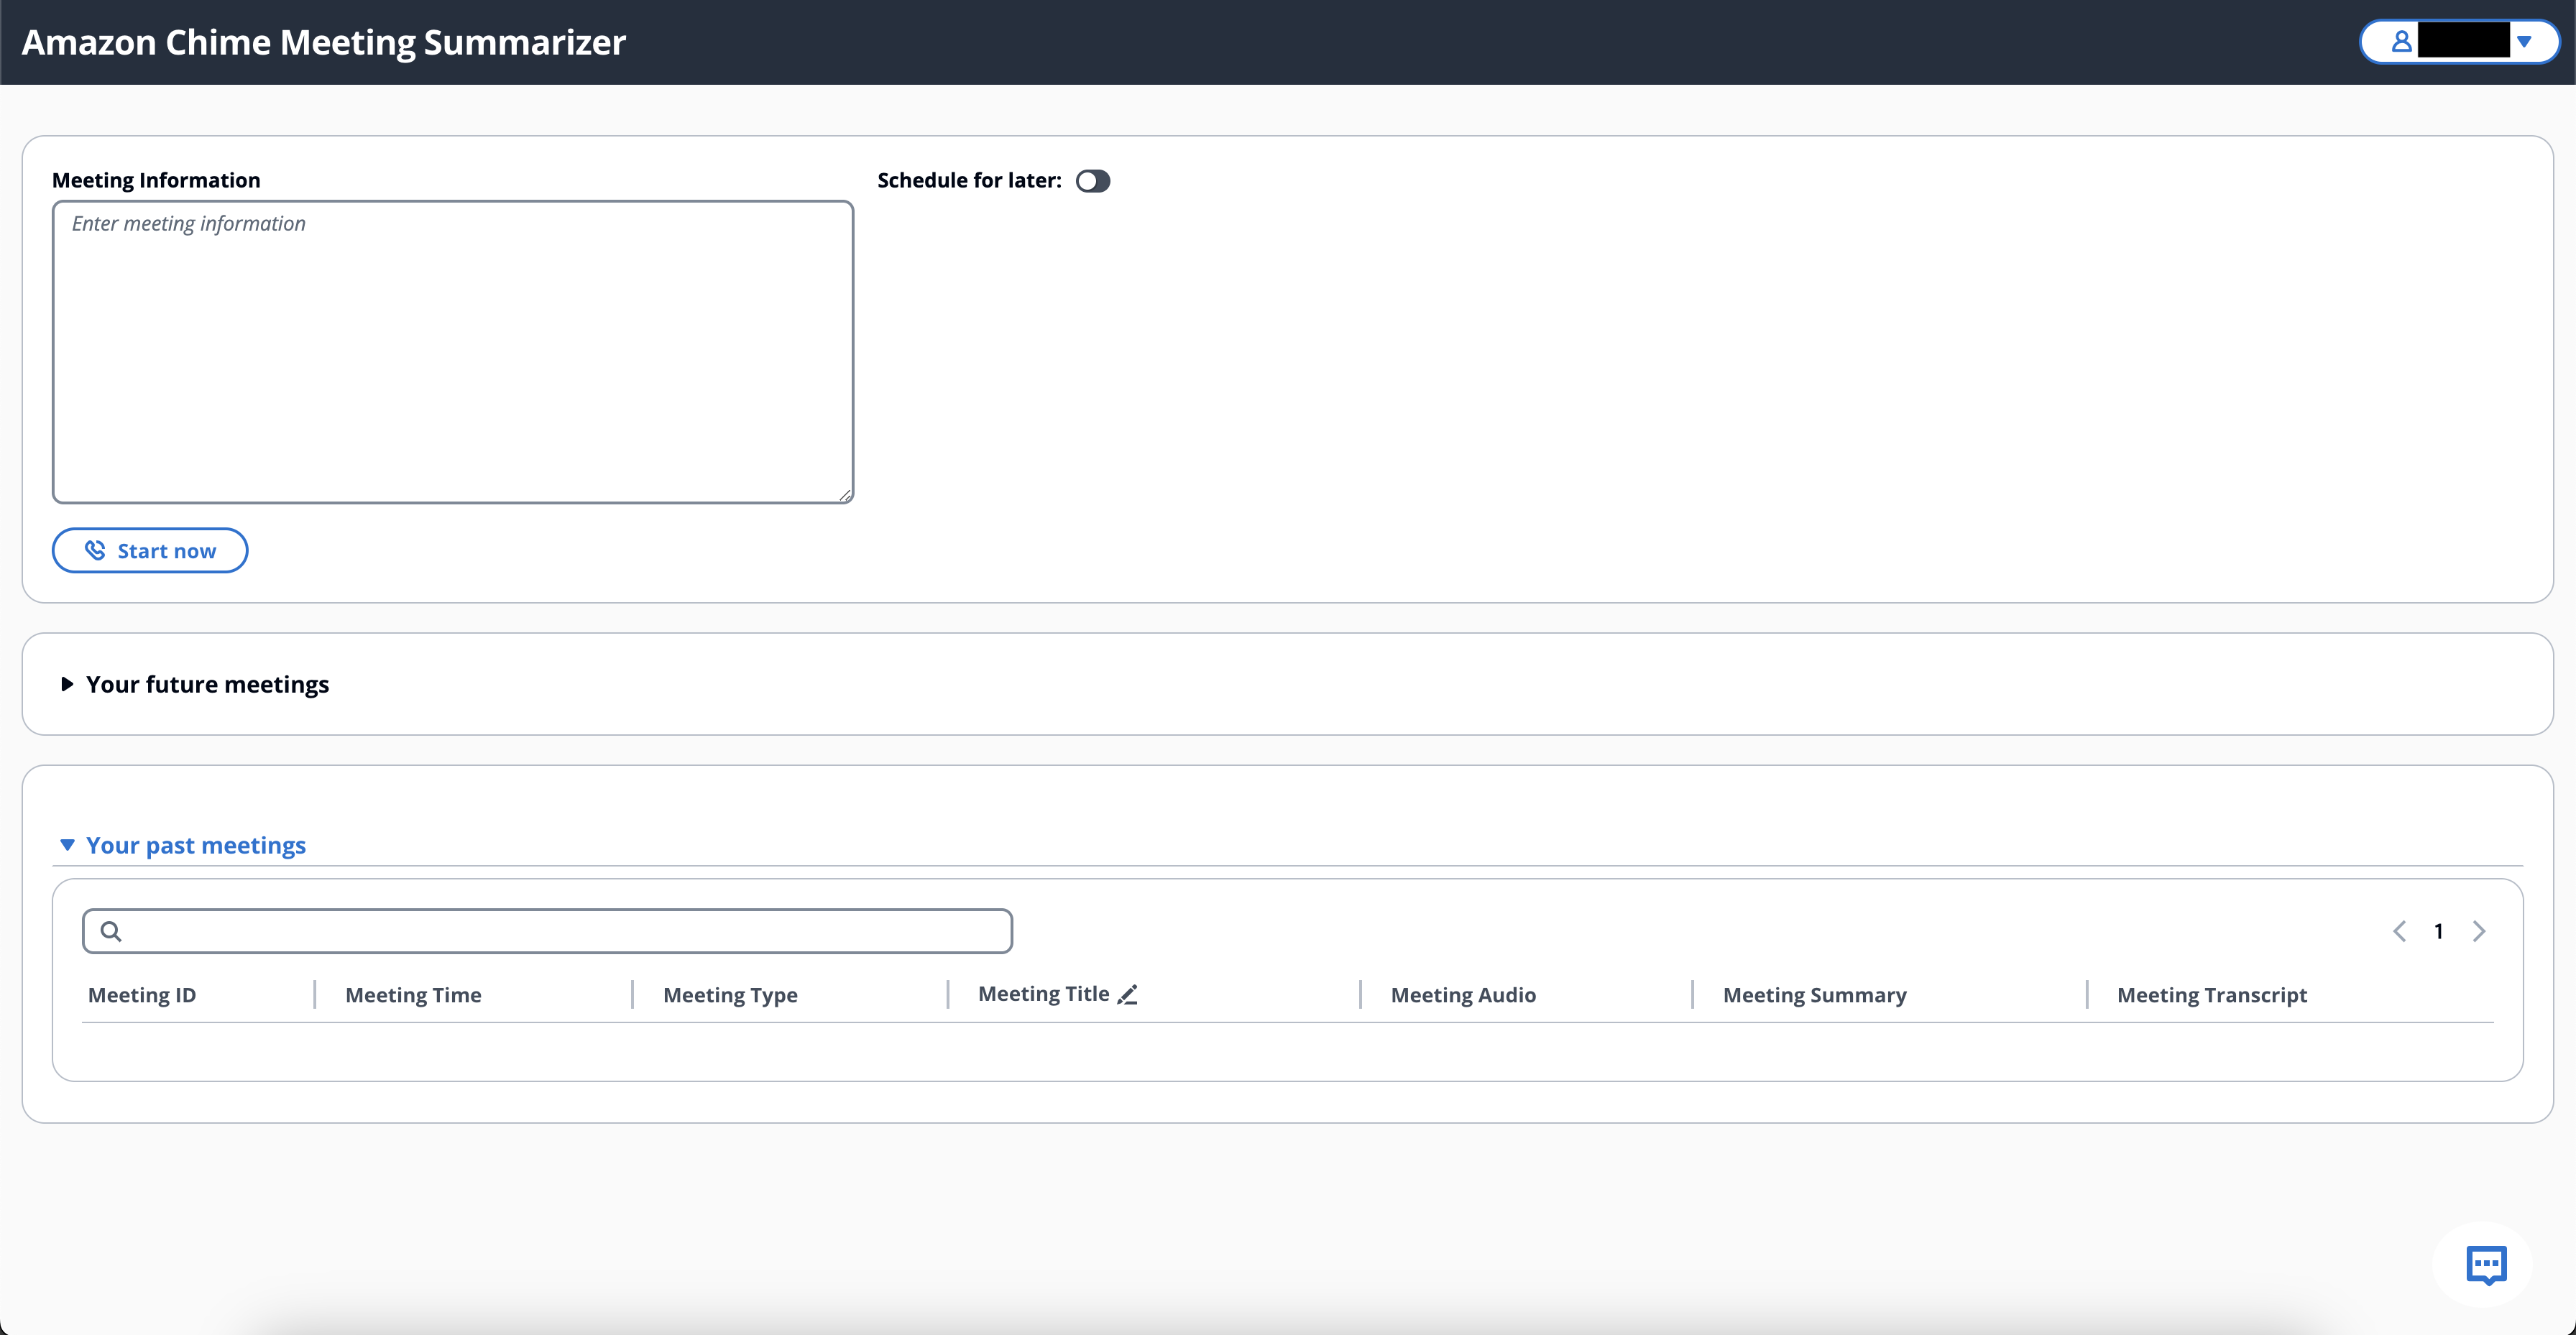 Amazon Chime Meeting Summarizer
Meeting Information
Schedule for later:
Enter meeting information
Start now
Your future meetings
Your past meetings
1
Meeting ID
Meeting Time
Meeting Type
Meeting Title
Meeting Audio
Meeting Summary
Meeting Transcript